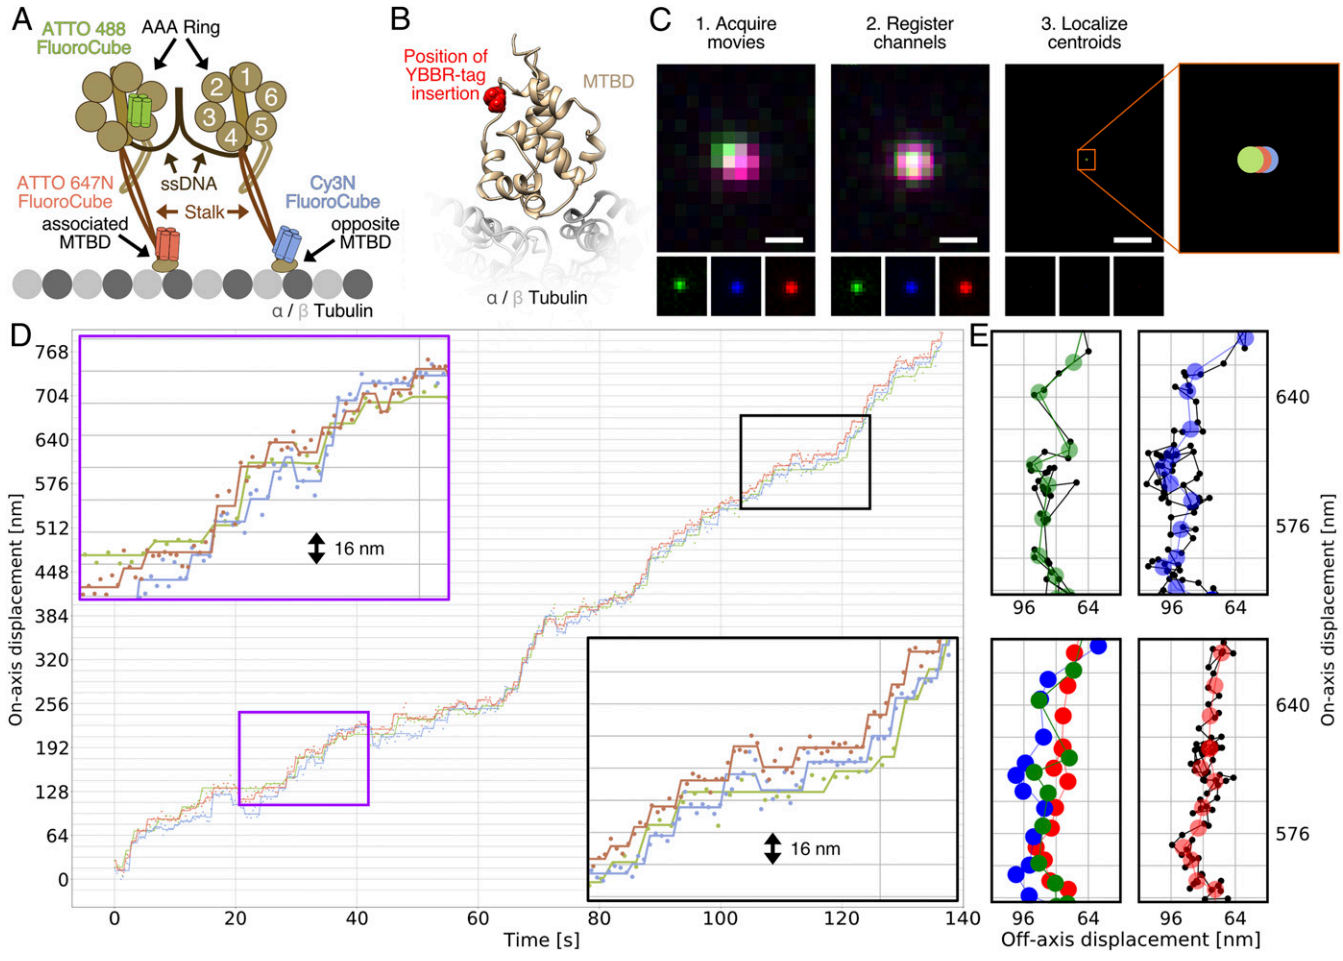 A
ATTO 488
FluoroCube
AAA Ring
1
2
6
3
5
4
ssDNA
ATTO 647N
FluoroCube
Cy3N
FluoroCube
Stalk
associated
MTBD
opposite
MTBD
α / β Tubulin
B
Position of
YBBR-tag
insertion
MTBD
α / β Tubulin
C
1. Acquire
movies
2. Register
channels
3. Localize
centroids
D
On-axis displacement [nm]
768
704
640
576
512
448
384
320
256
192
128
64
0
16 nm
16 nm
0
20
40
60
80
100
120
140
Time [s]
E
640
576
96
64
96
64
640
576
96
64
96
64
On-axis displacement [nm]
Off-axis displacement [nm]